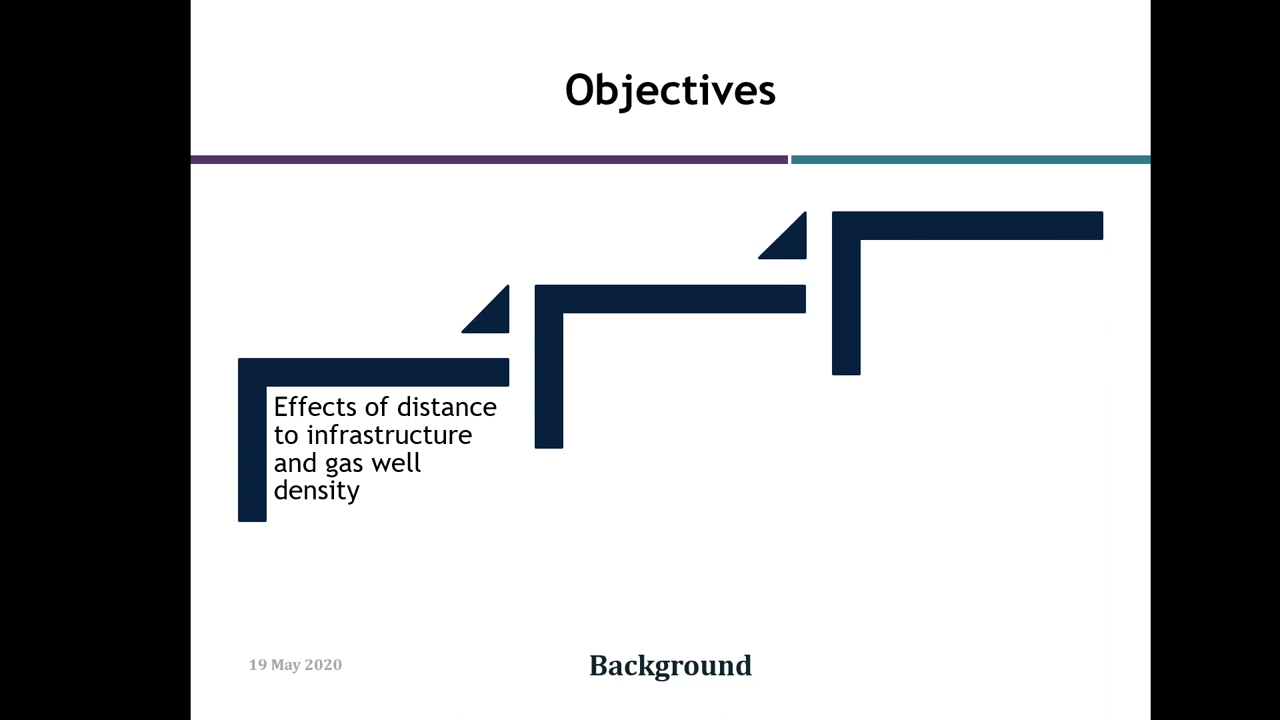 Objectives
Effects of distance
to infrastructure
and gas well
density
19 May 2020
Background